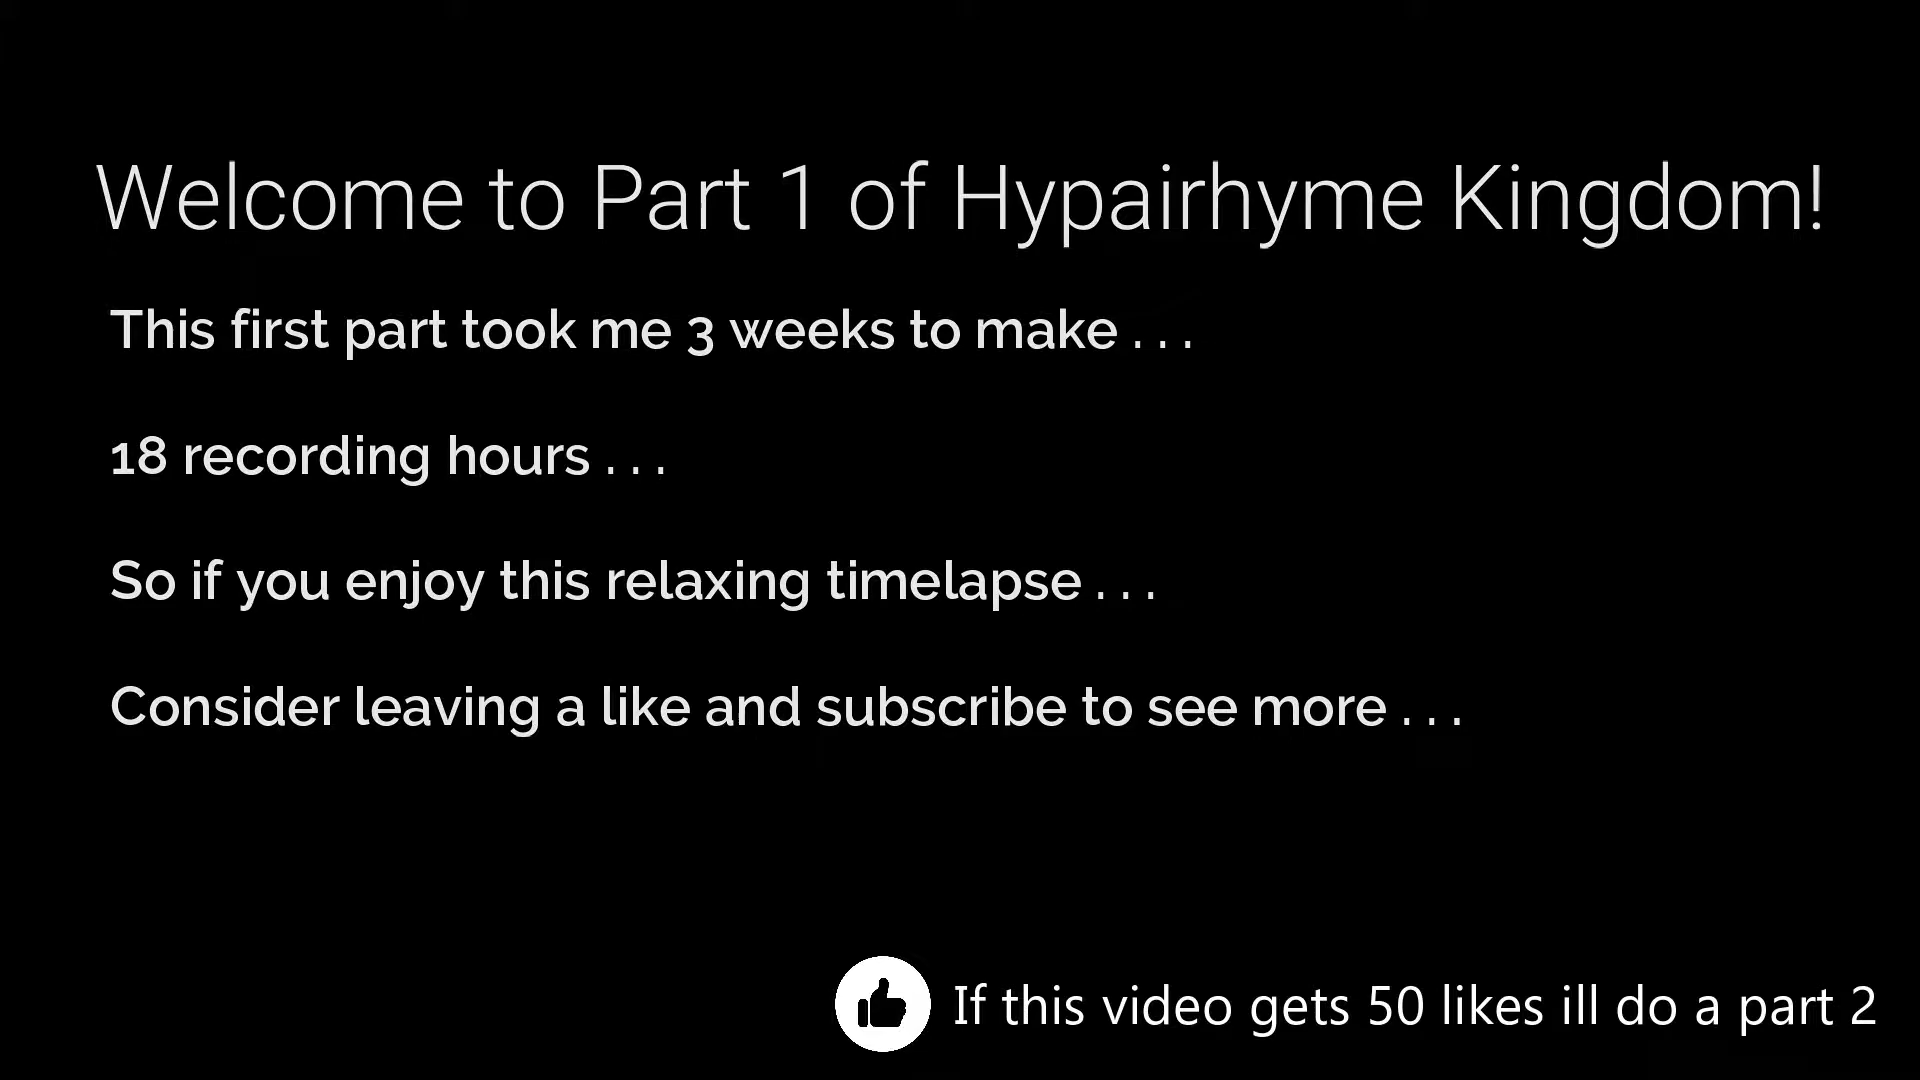 Welcome to Part 1 of Hypairhyme Kingdom!
This first part took me 3 weeks to make . . .
18 recording hours . . .
So if you enjoy this relaxing timelapse . . .
Consider leaving a like and subscribe to see more . . .
If this video gets 50 likes ill do a part 2